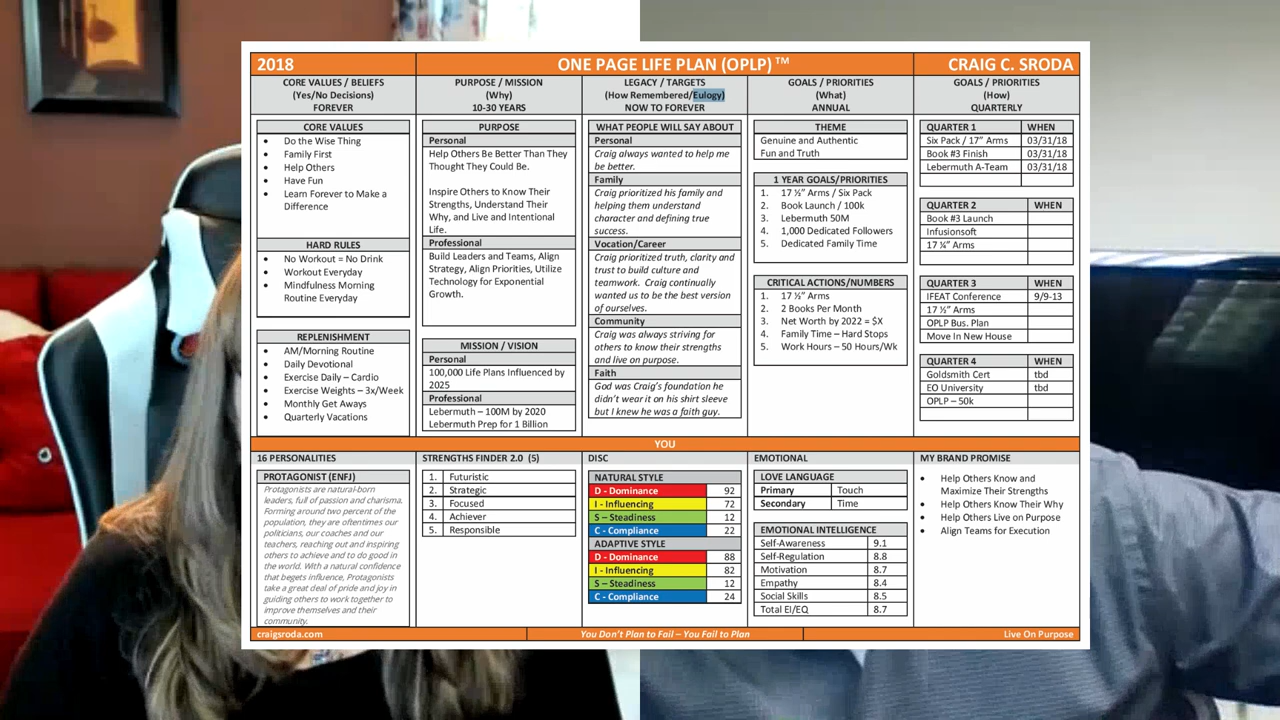 2018
ONE PAGE LIFE PLAN (OPLP) ™
CRAIG C. SRODA
CORE VALUES / BELIEFS
(Yes/No Decisions)
FOREVER
PURPOSE / MISSION
(Why)
10-30 YEARS
LEGACY / TARGETS
(How Remembered/Eulogy)
NOW TO FOREVER
GOALS / PRIORITIES
(What)
ANNUAL
GOALS / PRIORITIES
(How)
QUARTERLY
CORE VALUES
• Do the Wise Thing
• Family First
• Help Others
• Have Fun
• Learn Forever to Make a
Difference
HARD RULES
• No Workout = No Drink
• Workout Everyday
• Mindfulness Morning
Routine Everyday
REPLENISHMENT
• AM/Morning Routine
• Daily Devotional
• Exercise Daily – Cardio
• Exercise Weights – 3x/Week
• Monthly Get Aways
• Quarterly Vacations
PURPOSE
Personal
Help Others Be Better Than They
Thought They Could Be.
Inspire Others to Know Their
Strengths, Understand Their
Why, and Live and Intentional
Life.
Professional
Build Leaders and Teams, Align
Strategy, Align Priorities, Utilize
Technology for Exponential
Growth.
MISSION / VISION
Personal
100,000 Life Plans Influenced by
2025
Professional
Lebermuth – 100M by 2020
Lebermuth Prep for 1 Billion
WHAT PEOPLE WILL SAY ABOUT
Personal
Craig always wanted to help me
be better.
Family
Craig prioritized his family and
helping them understand
character and defining true
success.
Vocation/Career
Craig prioritized truth, clarity and
trust to build culture and
teamwork. Craig continually
wanted us to be the best version
of ourselves.
Community
Craig was always striving for
others to know their strengths
and live on purpose.
Faith
God was Craig's foundation he
didn't wear it on his shirt sleeve
but I knew he was a faith guy.
THEME
Genuine and Authentic
Fun and Truth
1 YEAR GOALS/PRIORITIES
1. 17 ½" Arms / Six Pack
2. Book Launch / 100k
3. Lebermuth 50M
4. 1,000 Dedicated Followers
5. Dedicated Family Time
CRITICAL ACTIONS/NUMBERS
1. 17 ½" Arms
2. 2 Books Per Month
3. Net Worth by 2022 = $X
4. Family Time – Hard Stops
5. Work Hours – 50 Hours/Wk
QUARTER 1 WHEN
Six Pack / 17" Arms 03/31/18
Book #3 Finish 03/31/18
Lebermuth A-Team 03/31/18
QUARTER 2 WHEN
Book #3 Launch
Infusionsoft
17 ¼" Arms
QUARTER 3 WHEN
IFEAT Conference 9/9-13
17 ½" Arms
OPLP Bus. Plan
Move In New House
QUARTER 4 WHEN
Goldsmith Cert tbd
EO University tbd
OPLP – 50k
YOU
16 PERSONALITIES
PROTAGONIST (ENFJ)
Protagonists are natural-born
leaders, full of passion and charisma.
Forming around two percent of the
population, they are oftentimes our
politicians, our coaches and our
teachers, reaching out and inspiring
others to achieve and to do good in
the world. With a natural confidence
that begets influence, Protagonists
take a great deal of pride and joy in
guiding others to work together to
improve themselves and their
community.
STRENGTHS FINDER 2.0 (5)
1. Futuristic
2. Strategic
3. Focused
4. Achiever
5. Responsible
DISC
NATURAL STYLE
D - Dominance 92
I - Influencing 72
S – Steadiness 12
C - Compliance 22
ADAPTIVE STYLE
D - Dominance 88
I - Influencing 82
S – Steadiness 12
C - Compliance 24
EMOTIONAL
LOVE LANGUAGE
Primary Touch
Secondary Time
EMOTIONAL INTELLIGENCE
Self-Awareness 9.1
Self-Regulation 8.8
Motivation 8.7
Empathy 8.4
Social Skills 8.5
Total EI/EQ 8.7
MY BRAND PROMISE
• Help Others Know and
Maximize Their Strengths
• Help Others Know Their Why
• Help Others Live on Purpose
• Align Teams for Execution
craigsroda.com
You Don't Plan to Fail – You Fail to Plan
Live On Purpose